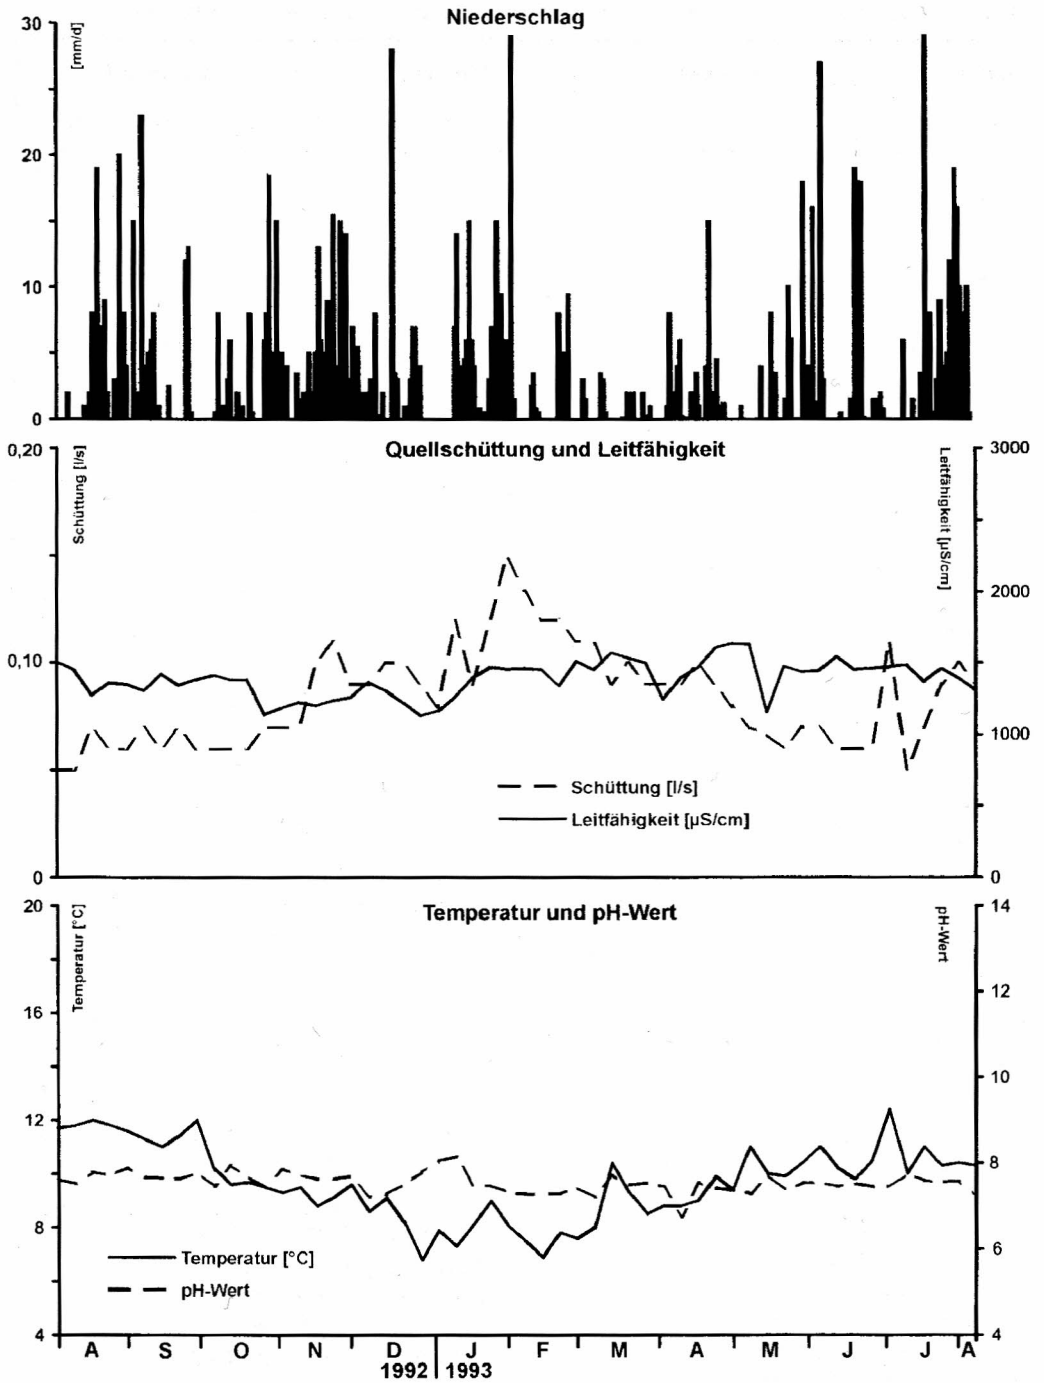 Niederschlag
[mm/d]
30
20
10
0
Quellschüttung und Leitfähigkeit
Schüttung [l/s]
Leitfähigkeit [µS/cm]
0,20
0,10
0
3000
2000
1000
0
Schüttung [l/s]
Leitfähigkeit [µS/cm]
Temperatur und pH-Wert
Temperatur [°C]
pH-Wert
20
16
12
8
4
14
12
10
8
6
4
Temperatur [°C]
pH-Wert
A S O N D J F M A M J J A
1992 1993